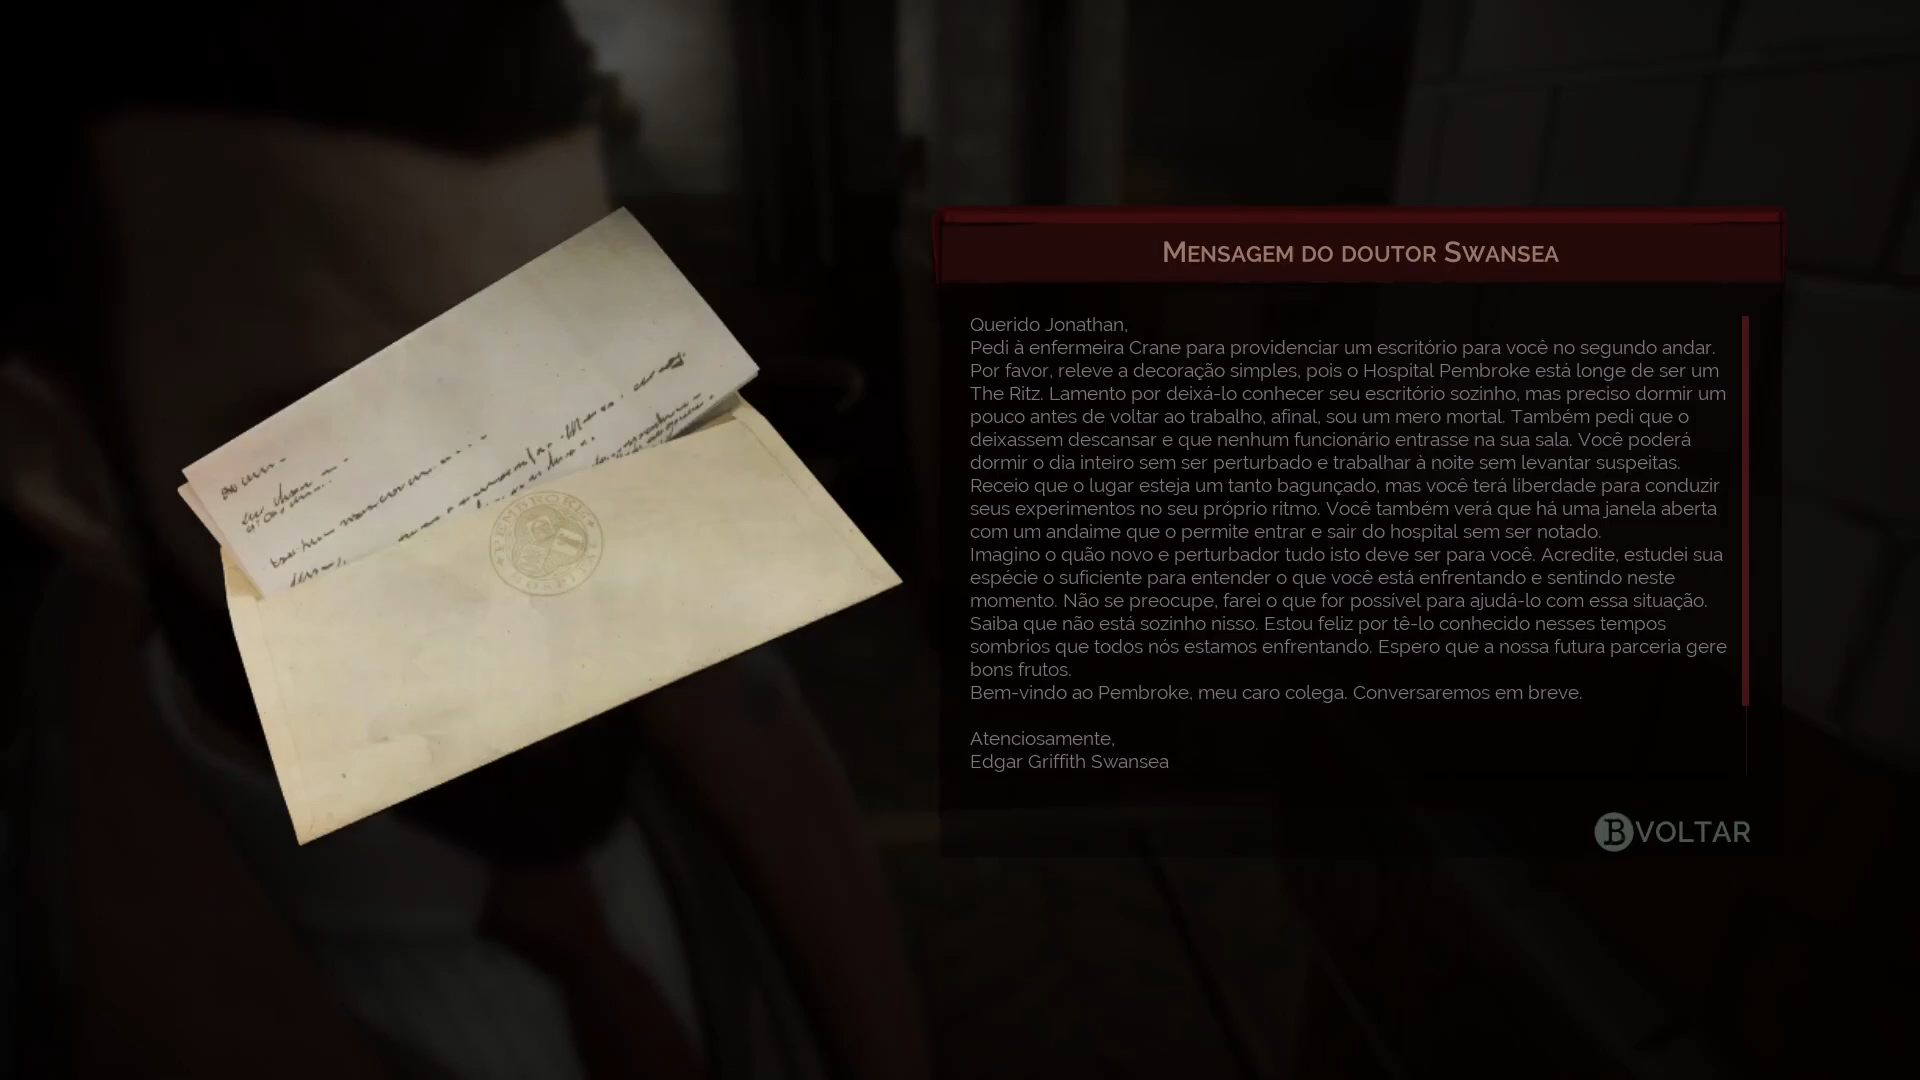 Mensagem do doutor Swansea
Querido Jonathan,
Pedi à enfermeira Crane para providenciar um escritório para você no segundo andar.
Por favor, releve a decoração simples, pois o Hospital Pembroke está longe de ser um
The Ritz. Lamento por deixá-lo conhecer seu escritório sozinho, mas preciso dormir um
pouco antes de voltar ao trabalho, afinal, sou um mero mortal. Também pedi que o
deixassem descansar e que nenhum funcionário entrasse na sua sala. Você poderá
dormir o dia inteiro sem ser perturbado e trabalhar à noite sem levantar suspeitas.
Receio que o lugar esteja um tanto bagunçado, mas você terá liberdade para conduzir
seus experimentos no seu próprio ritmo. Você também verá que há uma janela aberta
com um andaime que o permite entrar e sair do hospital sem ser notado.
Imagino o quão novo e perturbador tudo isto deve ser para você. Acredite, estudei sua
espécie o suficiente para entender o que você está enfrentando e sentindo neste
momento. Não se preocupe, farei o que for possível para ajudá-lo com essa situação.
Saiba que não está sozinho nisso. Estou feliz por tê-lo conhecido nesses tempos
sombrios que todos nós estamos enfrentando. Espero que a nossa futura parceria gere
bons frutos.
Bem-vindo ao Pembroke, meu caro colega. Conversaremos em breve.
Atenciosamente,
Edgar Griffith Swansea
PEMBROKE
HOSPITAL
B VOLTAR